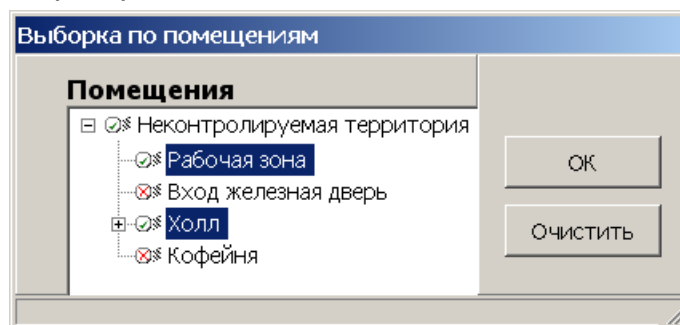 Выборка по помещениям
Помещения
Неконтролируемая территория
Рабочая зона
Вход железная дверь
Холл
Кофейня
ОК
Очистить